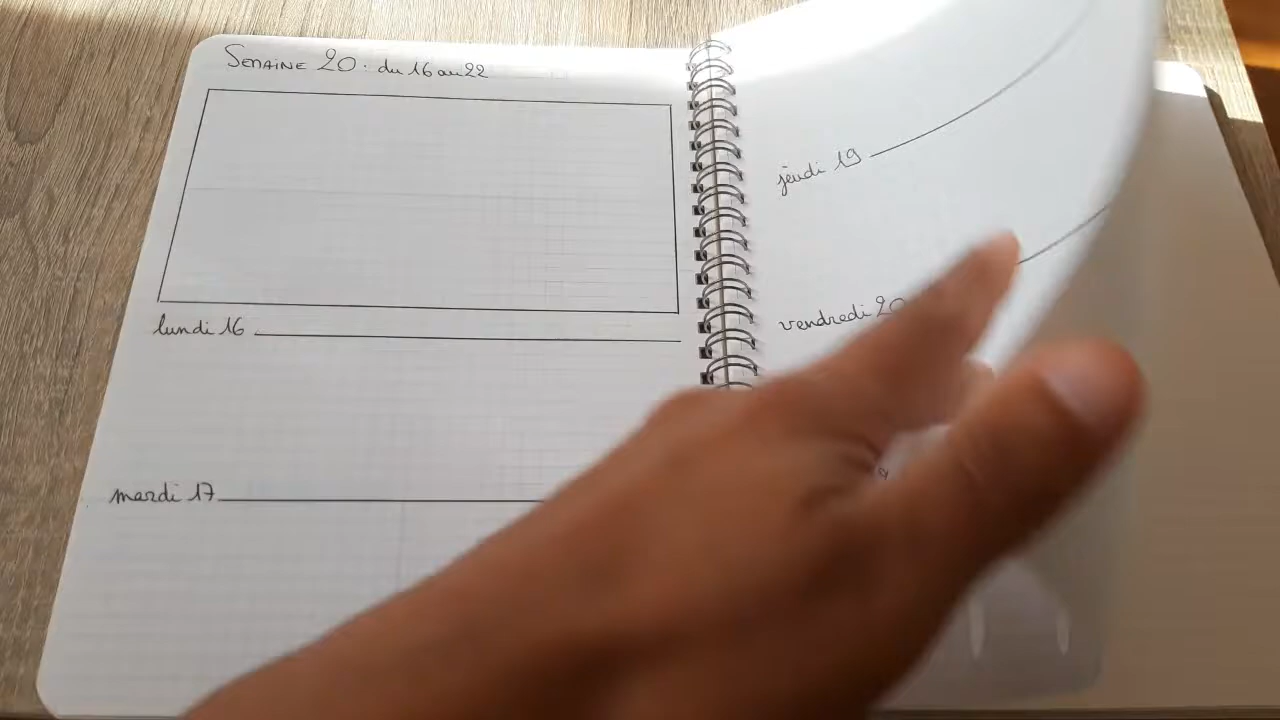 SEMAINE 20 : du 16 au 22
lundi 16
mardi 17
jeudi 19
vendredi 20